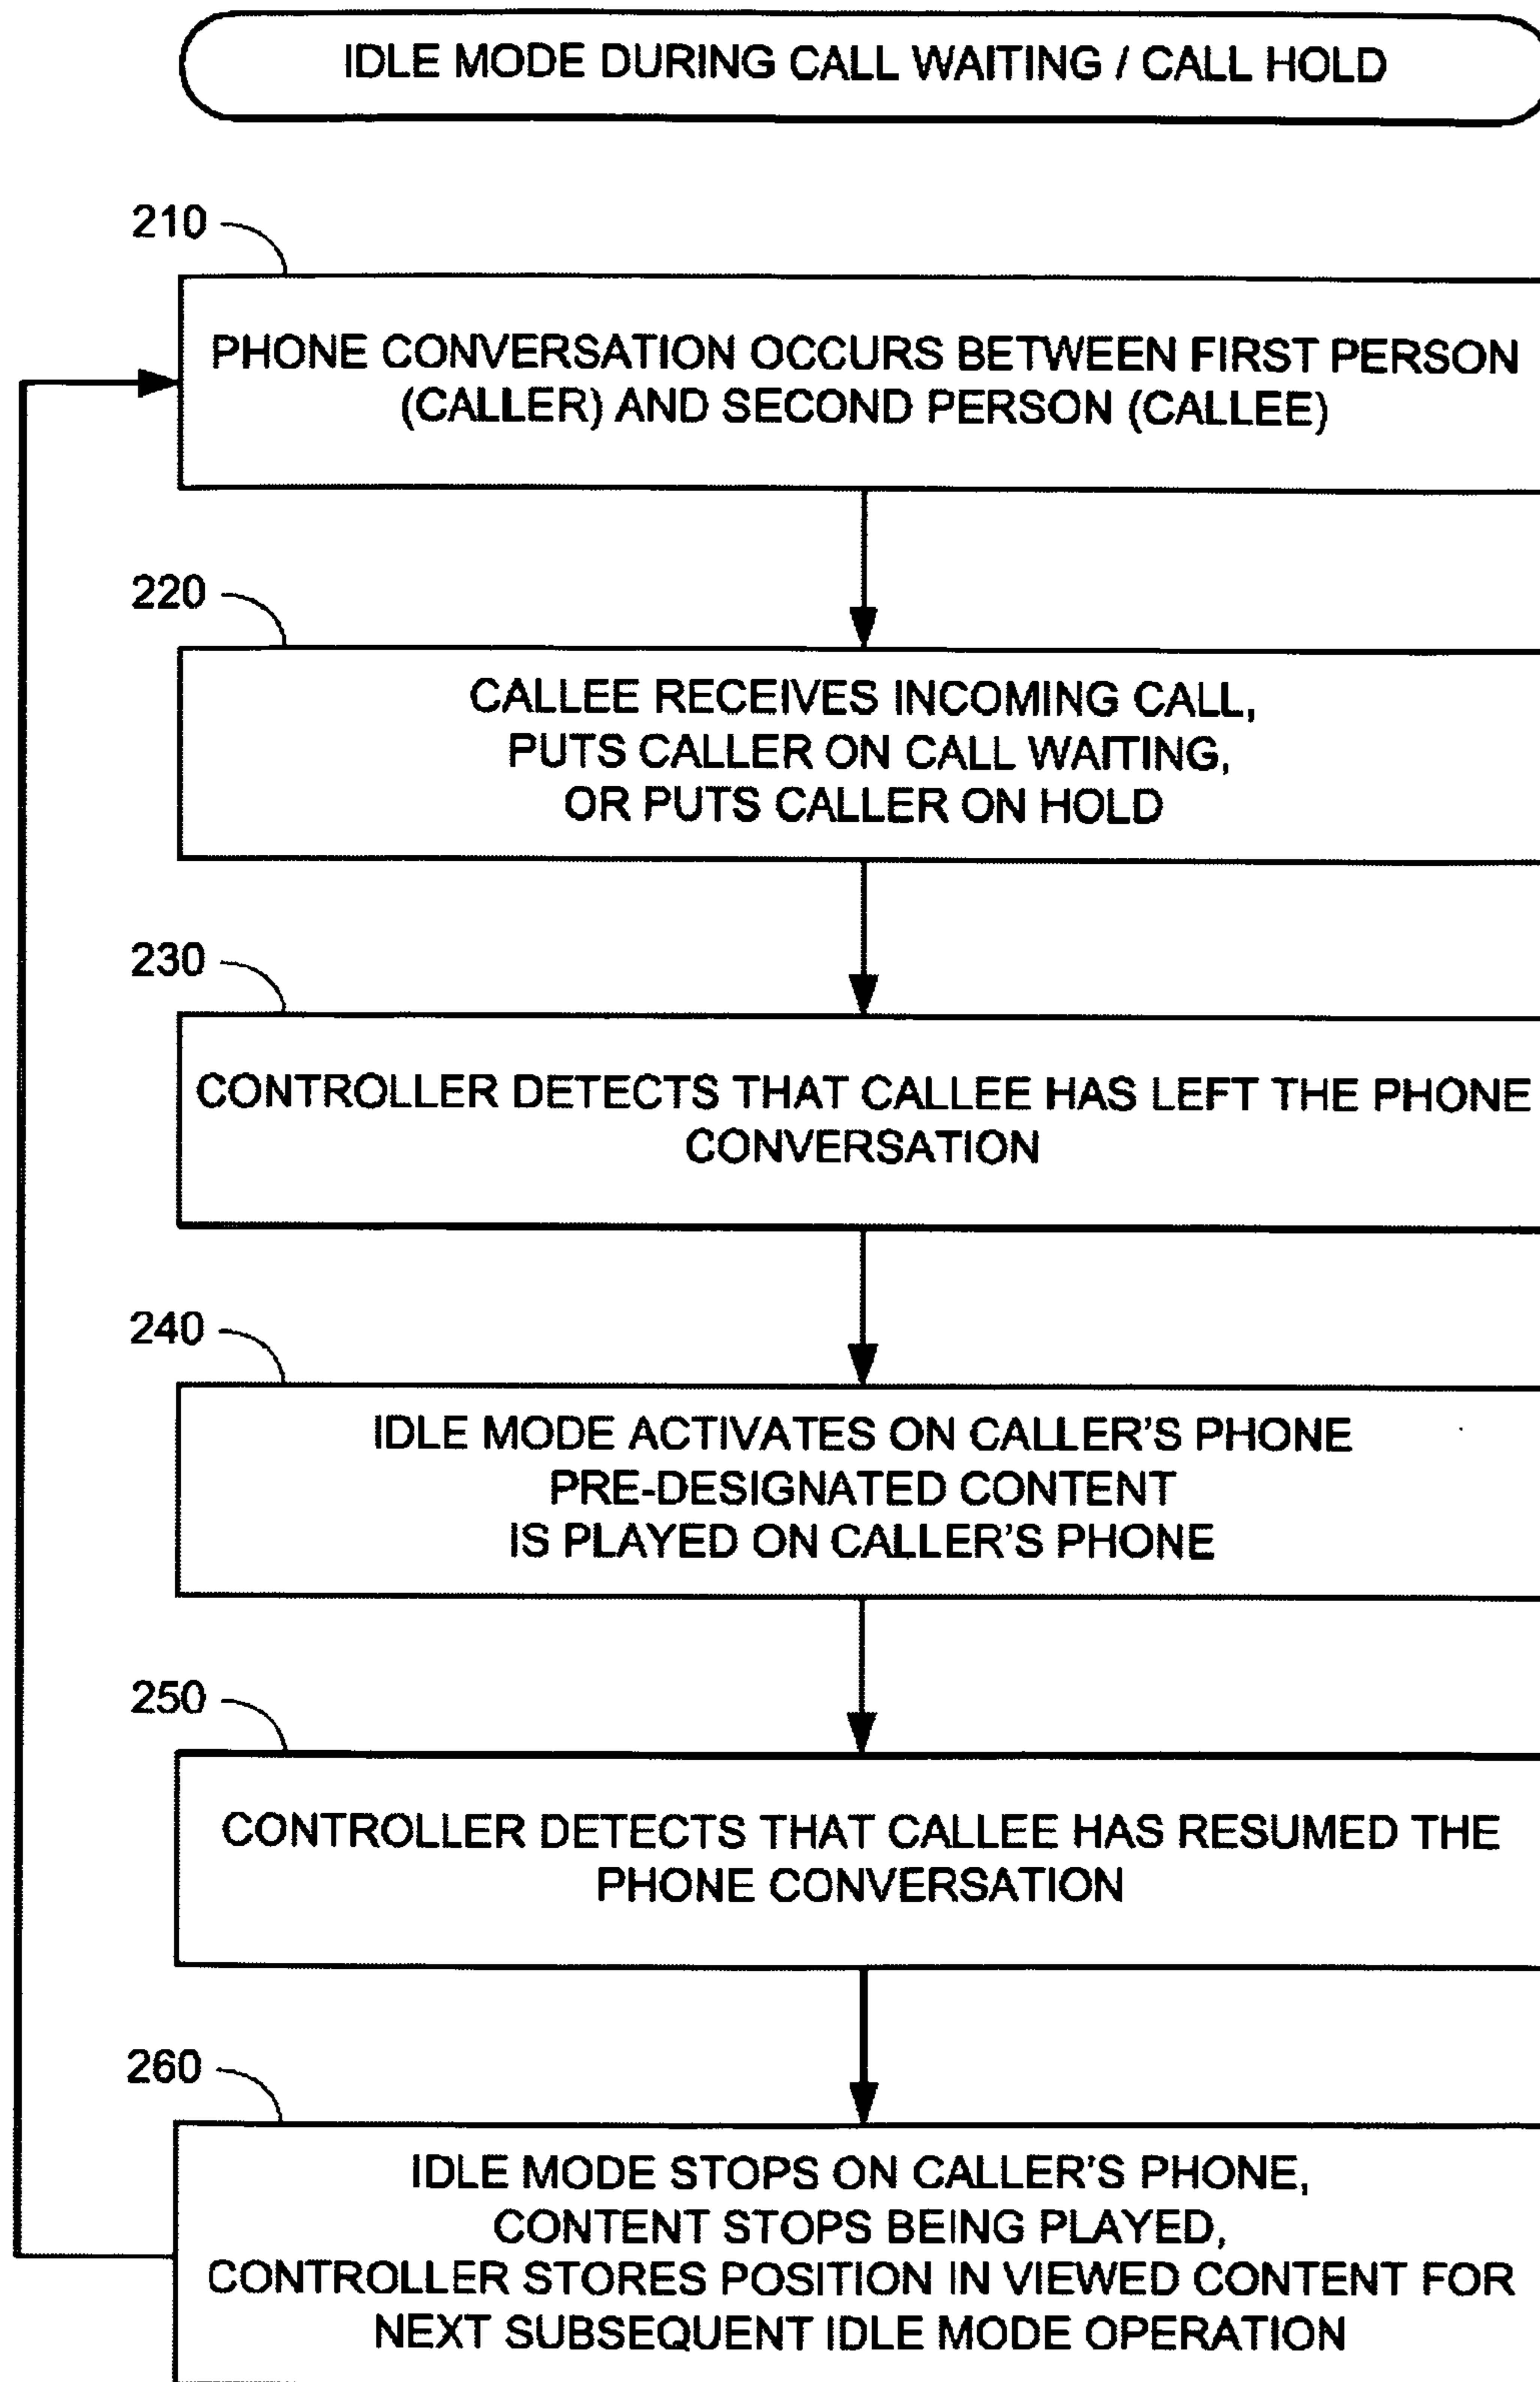 IDLE MODE DURING CALL WAITING / CALL HOLD
210
PHONE CONVERSATION OCCURS BETWEEN FIRST PERSON
(CALLER) AND SECOND PERSON (CALLEE)
220
CALLEE RECEIVES INCOMING CALL,
PUTS CALLER ON CALL WAITING,
OR PUTS CALLER ON HOLD
230
CONTROLLER DETECTS THAT CALLEE HAS LEFT THE PHONE
CONVERSATION
240
IDLE MODE ACTIVATES ON CALLER'S PHONE
PRE-DESIGNATED CONTENT
IS PLAYED ON CALLER'S PHONE
250
CONTROLLER DETECTS THAT CALLEE HAS RESUMED THE
PHONE CONVERSATION
260
IDLE MODE STOPS ON CALLER'S PHONE,
CONTENT STOPS BEING PLAYED,
CONTROLLER STORES POSITION IN VIEWED CONTENT FOR
NEXT SUBSEQUENT IDLE MODE OPERATION